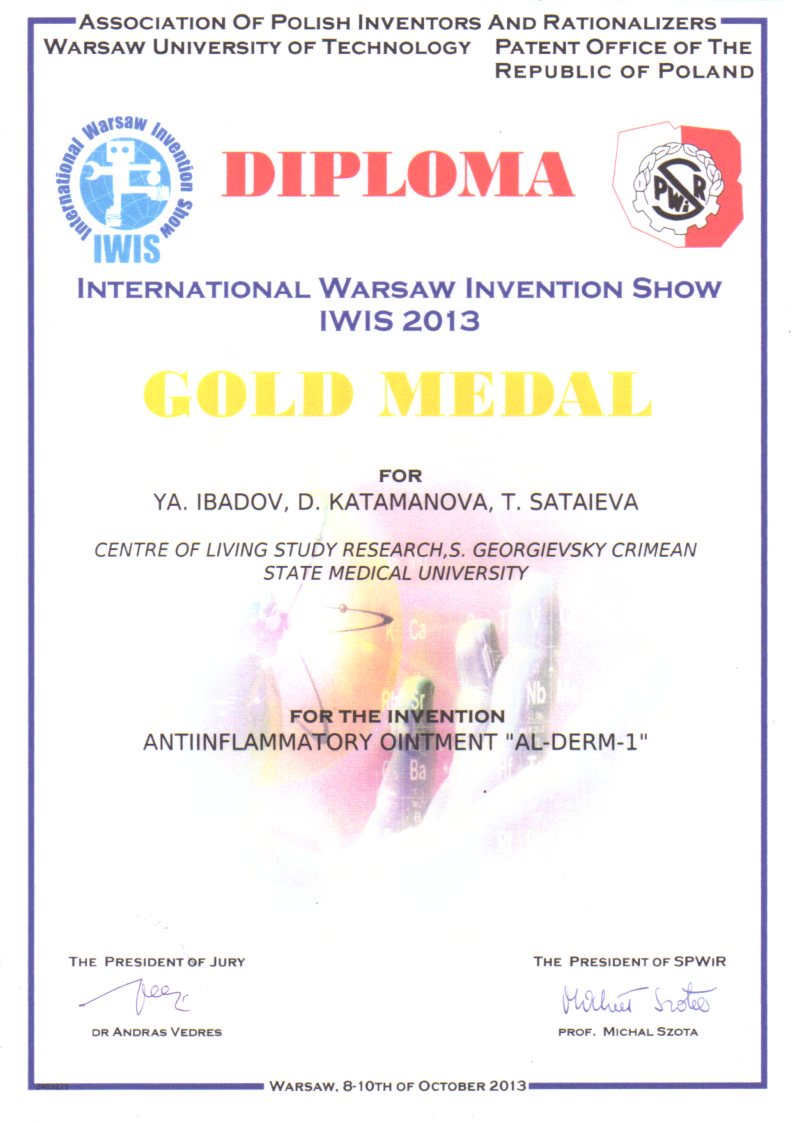 ASSOCIATION OF POLISH INVENTORS AND RATIONALIZERS
WARSAW UNIVERSITY OF TECHNOLOGY PATENT OFFICE OF THE
REPUBLIC OF POLAND
International Warsaw Invention Show
IWIS
DIPLOMA
SPWiR
INTERNATIONAL WARSAW INVENTION SHOW
IWIS 2013
GOLD MEDAL
FOR
YA. IBADOV, D. KATAMANOVA, T. SATAIEVA
CENTRE OF LIVING STUDY RESEARCH,S. GEORGIEVSKY CRIMEAN
STATE MEDICAL UNIVERSITY
K Ca
V
Rb Sr
Nb
FOR THE INVENTION
ANTIINFLAMMATORY OINTMENT "AL-DERM-1"
Ba
THE PRESIDENT OF JURY
THE PRESIDENT OF SPWIR
Michał Szota
DR ANDRAS VEDRES
PROF. MICHAL SZOTA
WARSAW, 8-10TH OF OCTOBER 2013